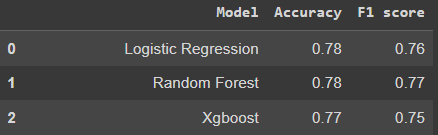 Model Accuracy F1 score
0 Logistic Regression 0.78 0.76
1 Random Forest 0.78 0.77
2 Xgboost 0.77 0.75